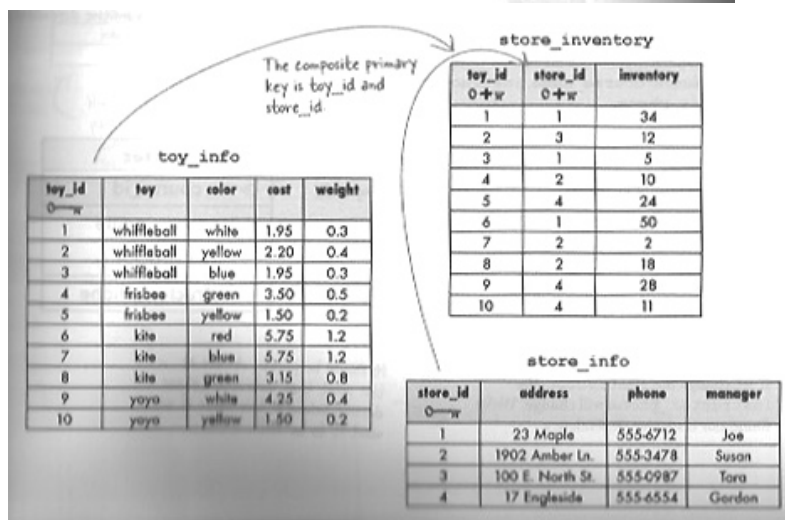 store_inventory
The composite primary
key is toy_id and
store_id.
toy_id store_id inventory
1 1 34
2 3 12
3 1 5
4 2 10
5 4 24
6 1 50
7 2 2
8 2 18
9 4 28
10 4 11
toy_info
toy_id toy color cost weight
1 whiffleball white 1.95 0.3
2 whiffleball yellow 2.20 0.4
3 whiffleball blue 1.95 0.3
4 frisbee green 3.50 0.5
5 frisbee yellow 1.50 0.2
6 kite red 5.75 1.2
7 kite blue 5.75 1.2
8 kite green 3.15 0.8
9 yoyo white 4.25 0.4
10 yoyo yellow 1.50 0.2
store_info
store_id address phone manager
1 23 Maple 555-6712 Joe
2 1902 Amber Ln. 555-3478 Susan
3 100 E. North St. 555-0987 Tara
4 17 Engleside 555-6554 Gordon